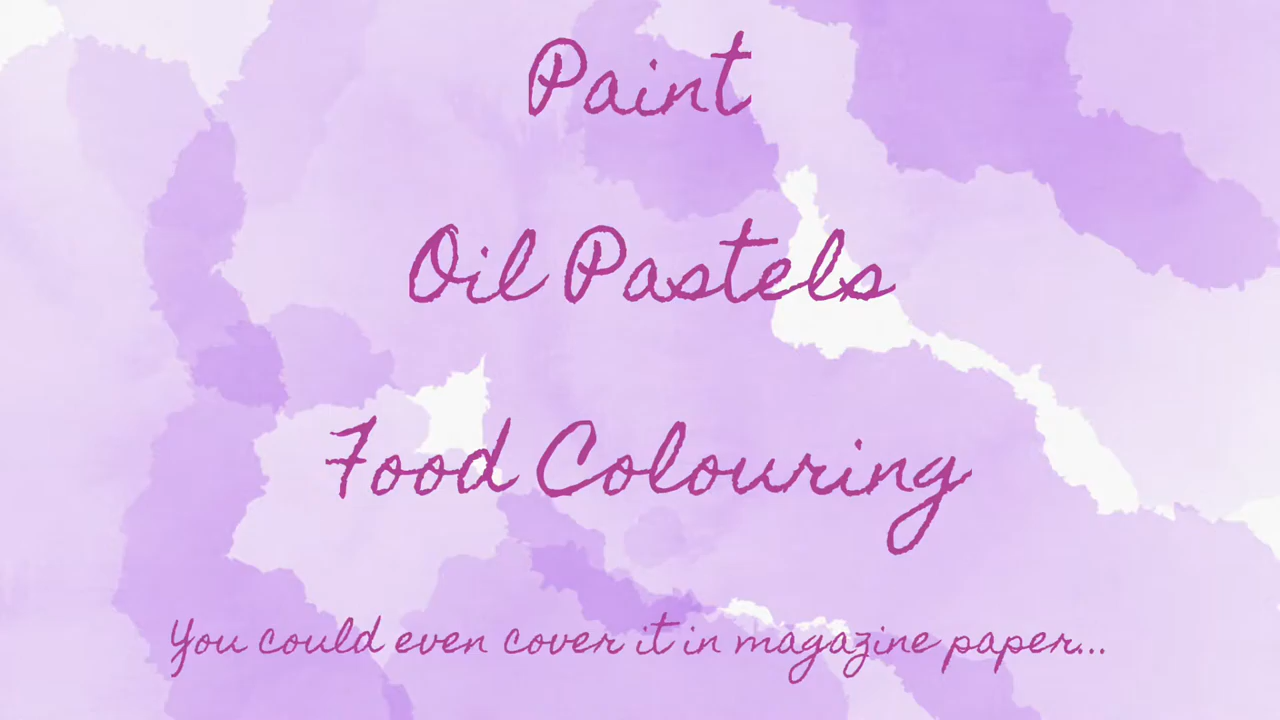 Paint
Oil Pastels
Food Colouring
You could even cover it in magazine paper...